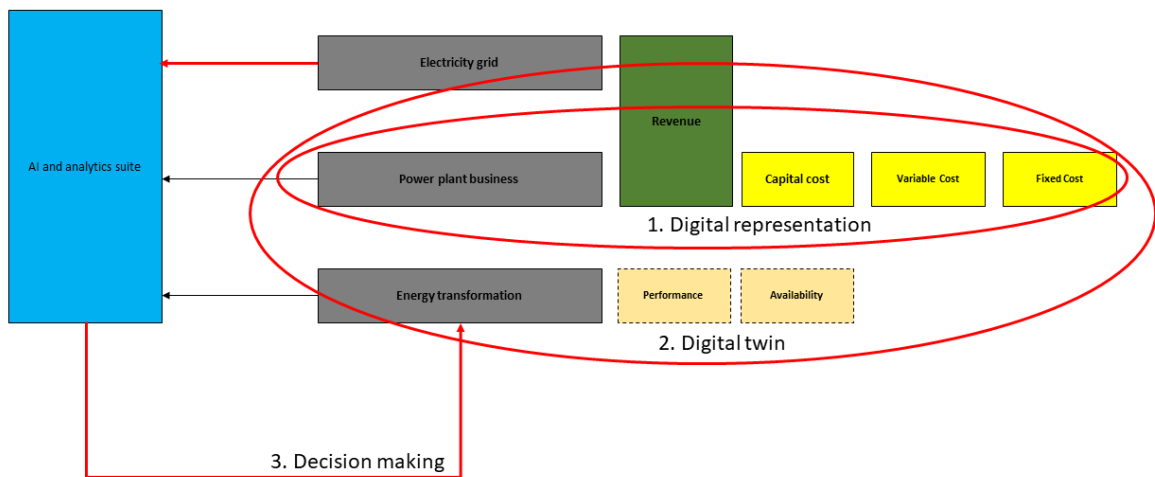 Electricity grid
Revenue
AI and analytics suite
Power plant business
Capital cost
Variable Cost
Fixed Cost
1. Digital representation
Energy transformation
Performance
Availability
2. Digital twin
3. Decision making